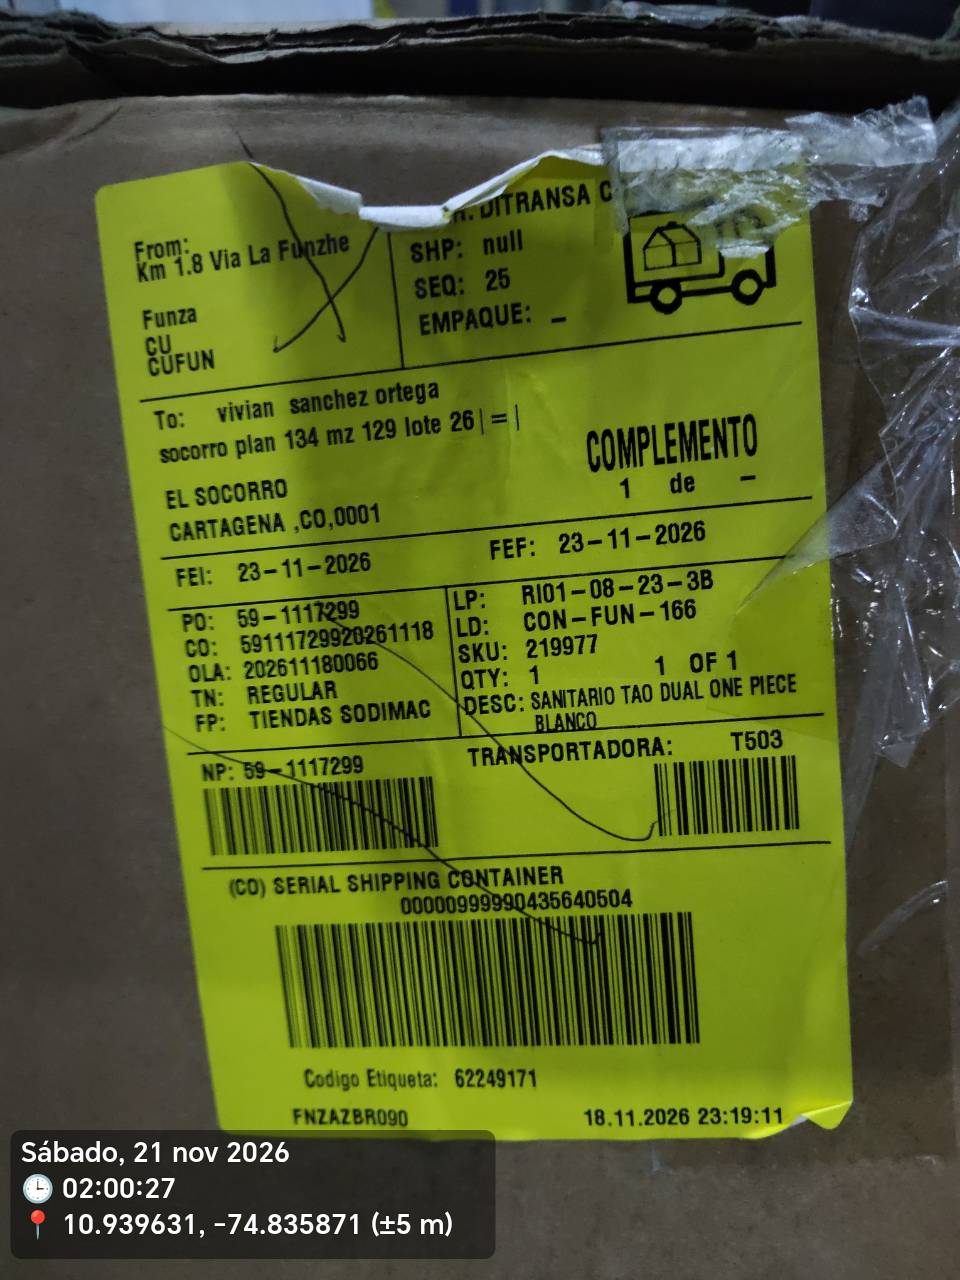 DITRANSA C
From:
Km 1.8 Via La Funzhe
SHP: null
SEQ: 25
EMPAQUE: _
Funza
CU
CUFUN
To: vivian sanchez ortega
socorro plan 134 mz 129 lote 26|=|
COMPLEMENTO
1 de -
EL SOCORRO
CARTAGENA ,CO,0001
FEI: 23-11-2026
FEF: 23-11-2026
PO: 59-1117299
CO: 59111729920261118
OLA: 202611180066
TN: REGULAR
FP: TIENDAS SODIMAC
LP: RI01-08-23-3B
LD: CON-FUN-166
SKU: 219977
QTY: 1 1 OF 1
DESC: SANITARIO TAO DUAL ONE PIECE
BLANCO
NP: 59-1117299
TRANSPORTADORA: T503
(CO) SERIAL SHIPPING CONTAINER
00000999990435640504
Codigo Etiqueta: 62249171
FNZAZBR090
18.11.2026 23:19:11
Sábado, 21 nov 2026
02:00:27
10.939631, -74.835871 (±5 m)